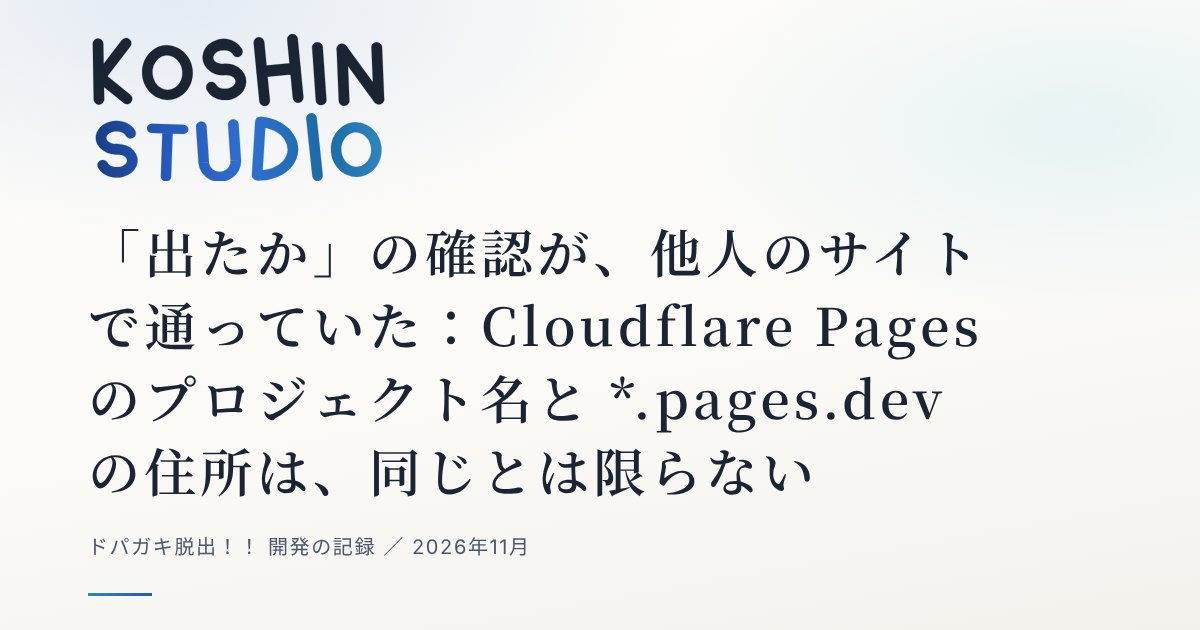 KOSHIN
STUDIO
「出たか」の確認が、他人のサイト
で通っていた：Cloudflare Pages
のプロジェクト名と *.pages.dev
の住所は、同じとは限らない
ドパガキ脱出！！ 開発の記録 ／ 2026年11月